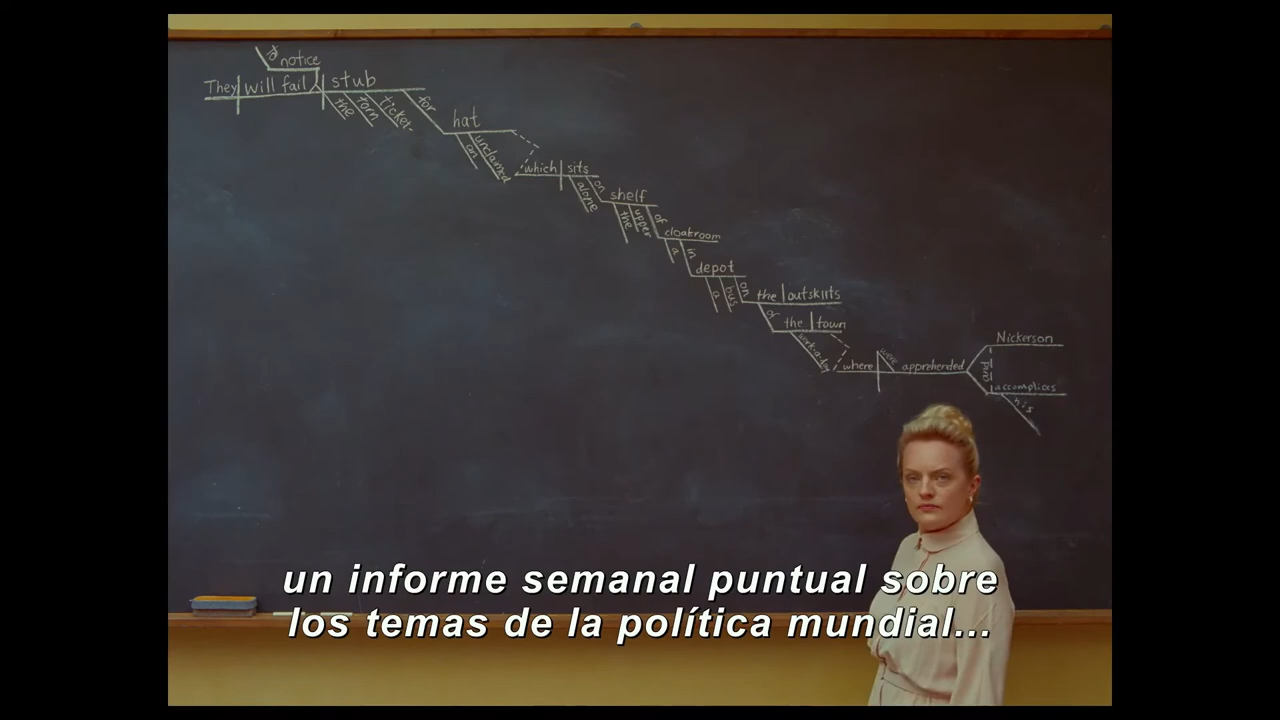 to notice
They will fail stub
the torn ticket-
for
hat
an unclaimed
which sits
alone on
shelf
the upper of
cloakroom
a in
depot
a bus on
the outskirts
of
the town
where were apprehended
Nickerson
and
accomplices
his
un informe semanal puntual sobre
los temas de la política mundial...